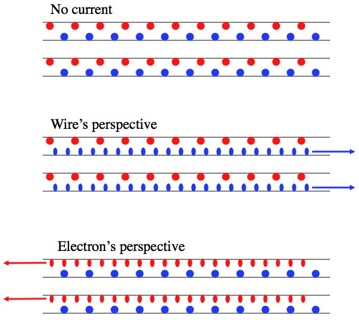 No current
Wire's perspective
Electron's perspective